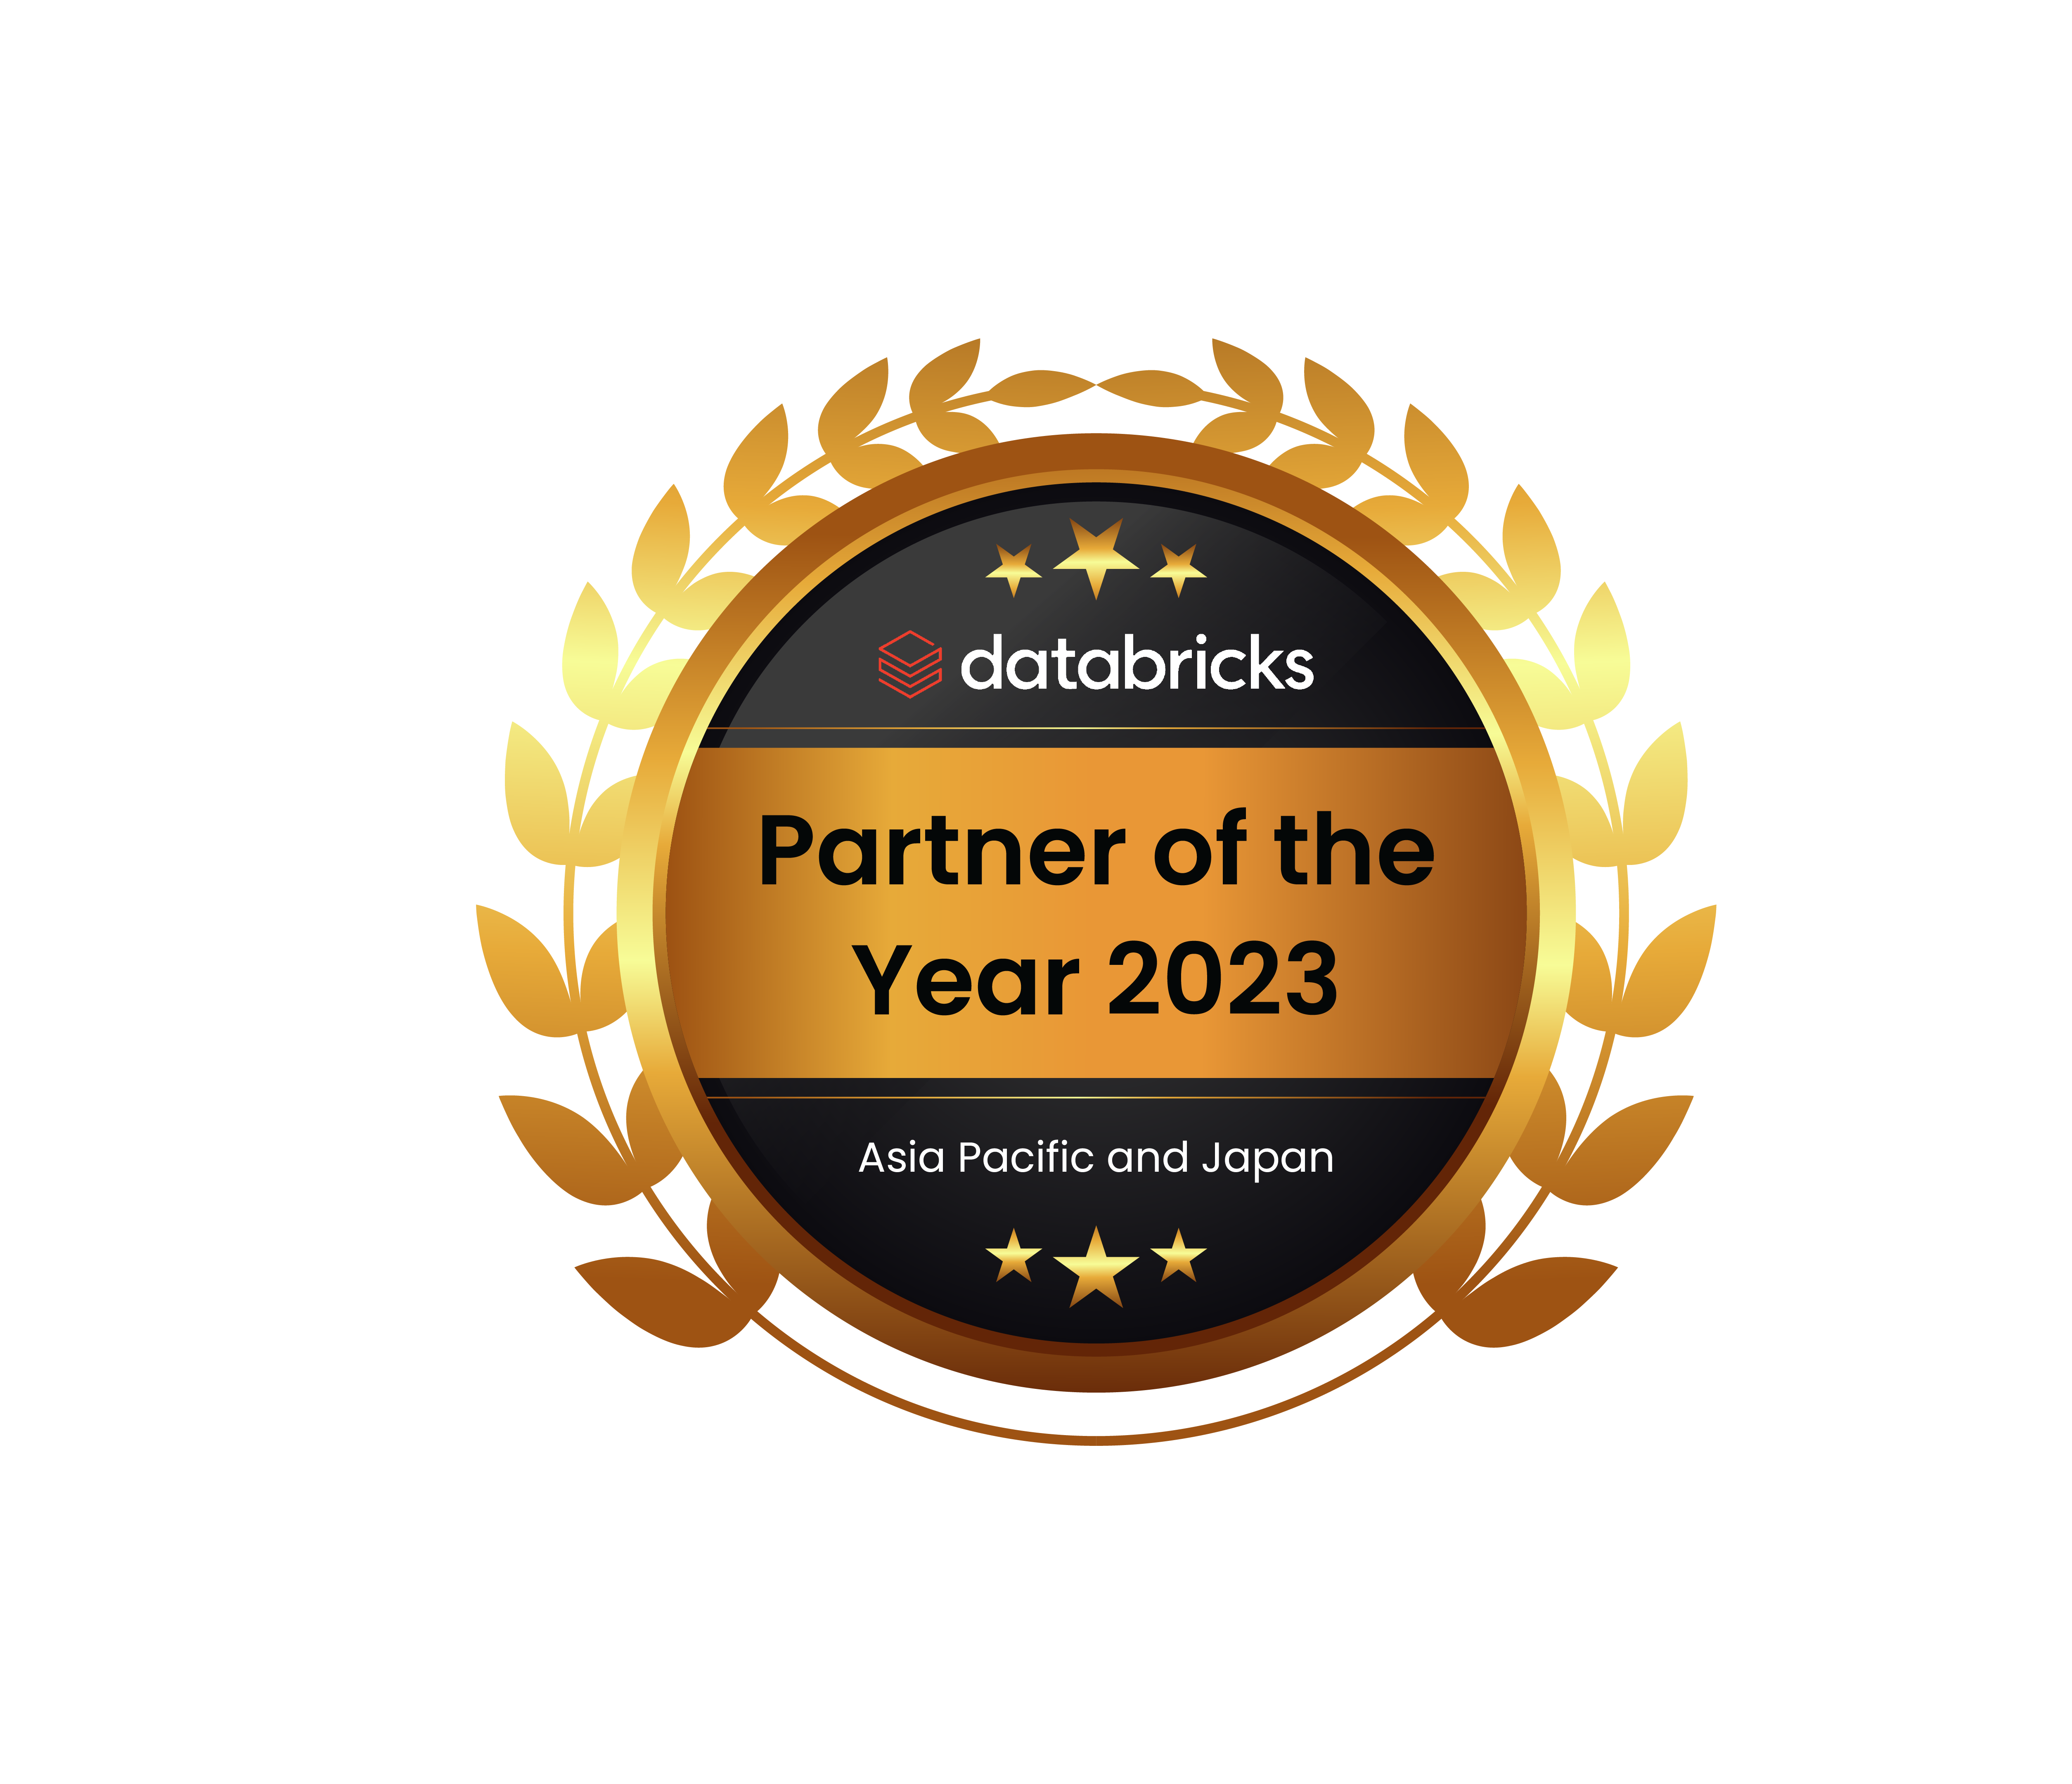 databricks
Partner of the
Year 2023
Asia Pacific and Japan